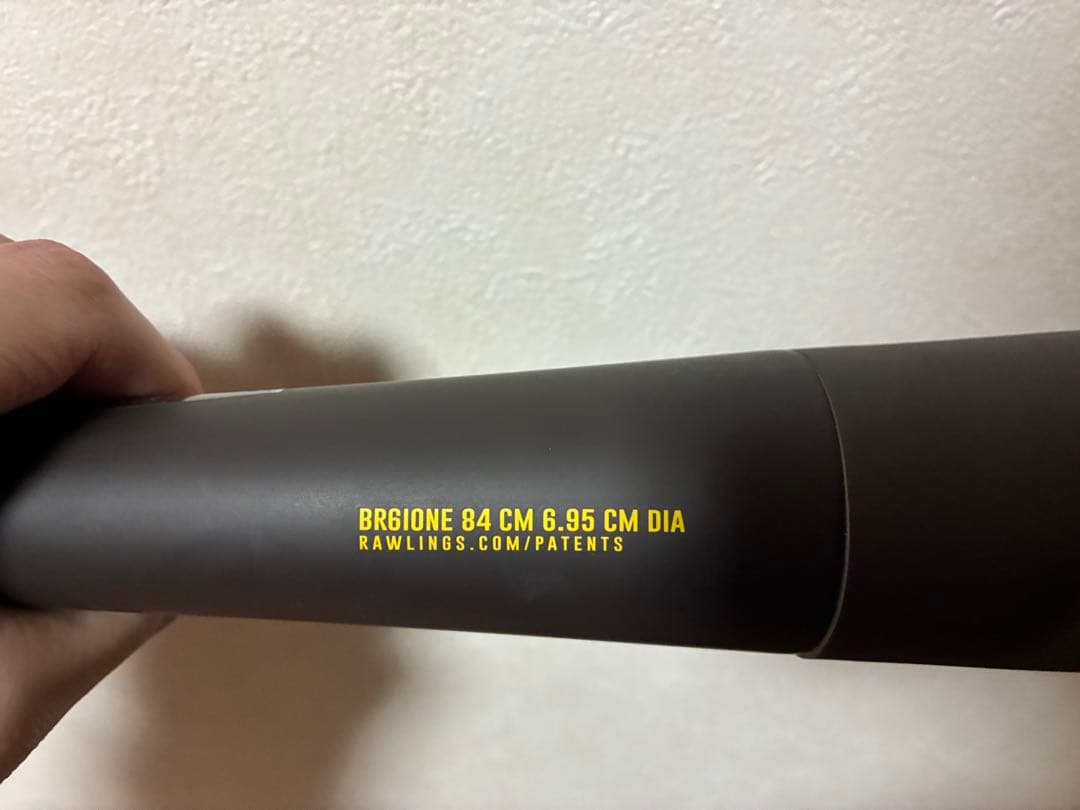 BR6IONE 84 CM 6.95 CM DIA
RAWLINGS.COM/PATENTS